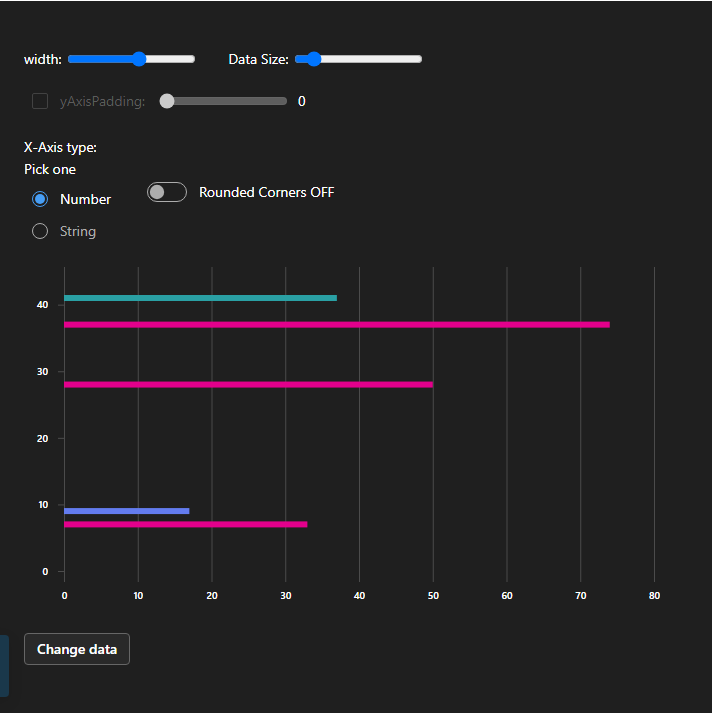 width: Data Size:
yAxisPadding: 0
X-Axis type:
Pick one
Number
Rounded Corners OFF
String
40
30
20
10
0
0 10 20 30 40 50 60 70 80
Change data